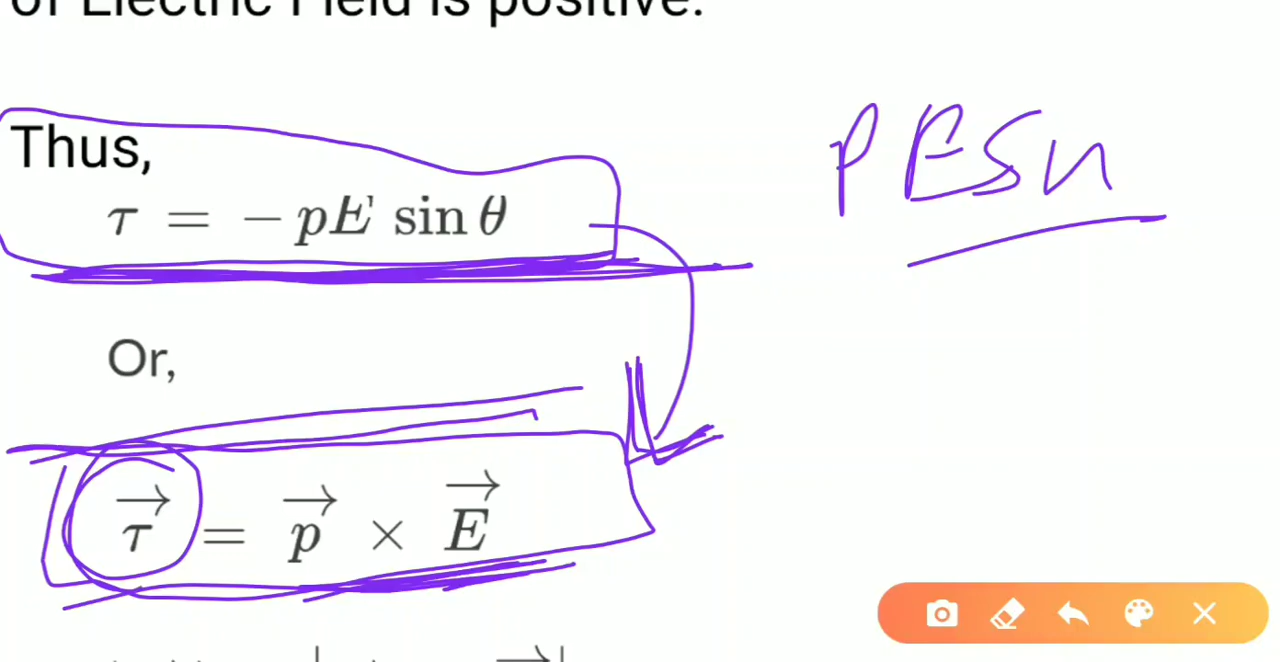 of Electric Field is positive.
Thus,
τ = − pE sin θ
PESn
Or,
τ⃗ = p⃗ × E⃗